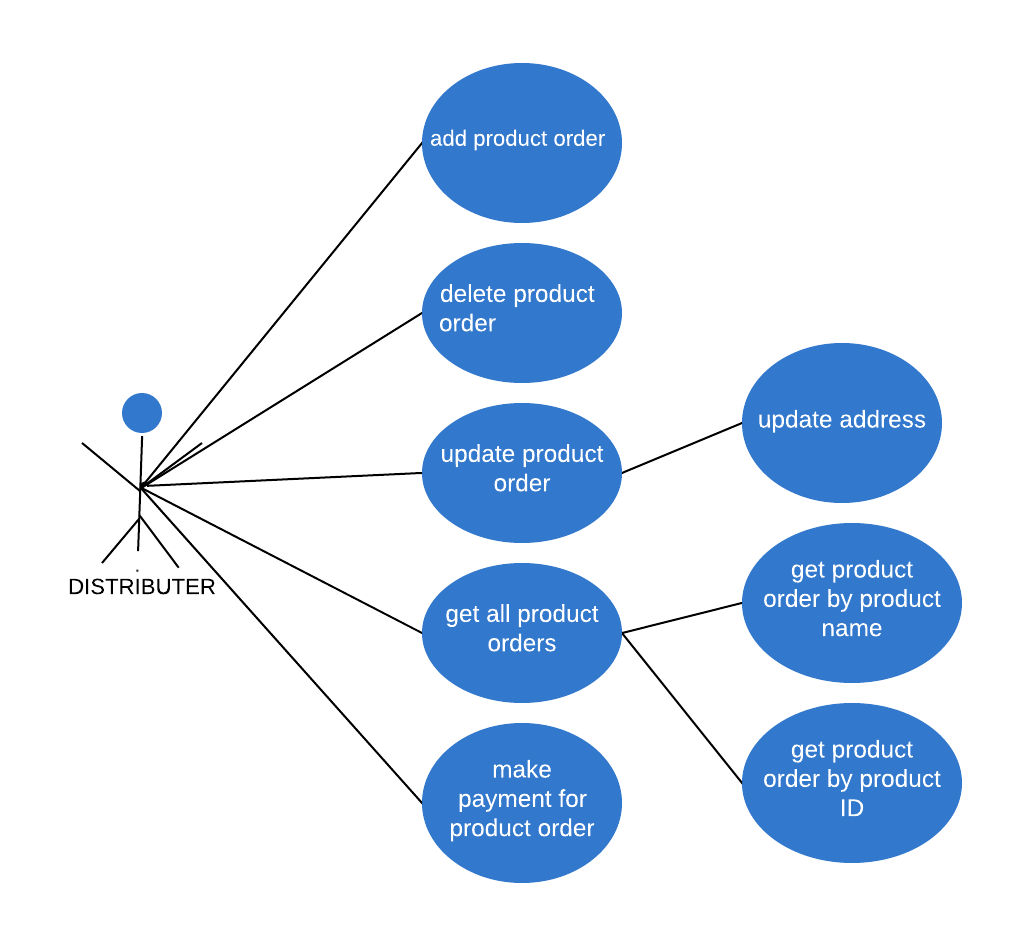 add product order
delete product
order
update product
order
update address
DISTRIBUTER
get all product
orders
get product
order by product
name
make
payment for
product order
get product
order by product
ID